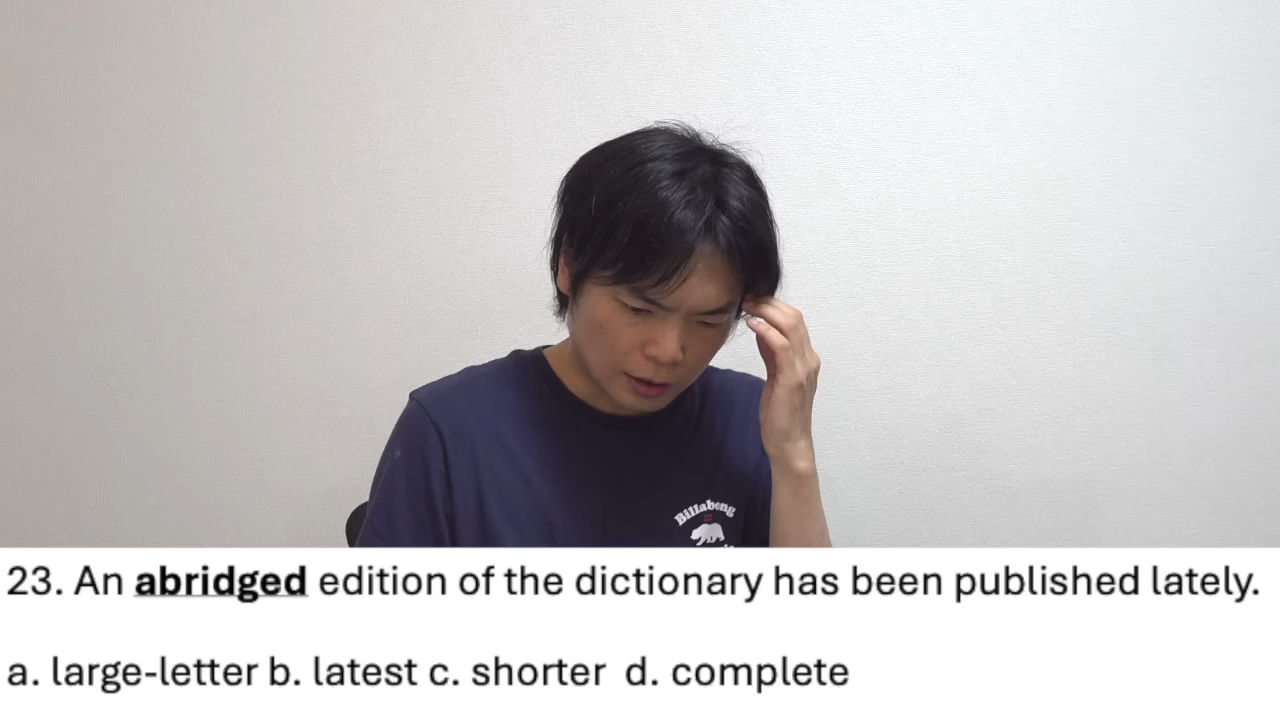 Billabong
23. An abridged edition of the dictionary has been published lately.
a. large-letter b. latest c. shorter d. complete